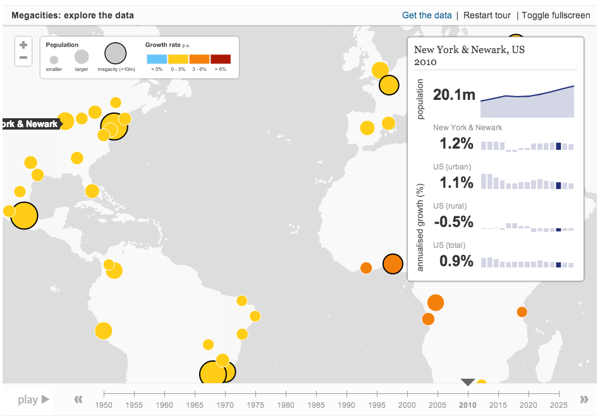 Megacities: explore the data
Get the data | Restart tour | Toggle fullscreen
+
−
Population
smaller
larger
megacity (>10m)
Growth rate p.a.
< 0%
0 - 3%
3 - 6%
> 6%
ork & Newark
New York & Newark, US
2010
population
20.1m
annualised growth (%)
New York & Newark
1.2%
US (urban)
1.1%
US (rural)
-0.5%
US (total)
0.9%
play
1950 1955 1960 1965 1970 1975 1980 1985 1990 1995 2000 2005 2010 2015 2020 2025